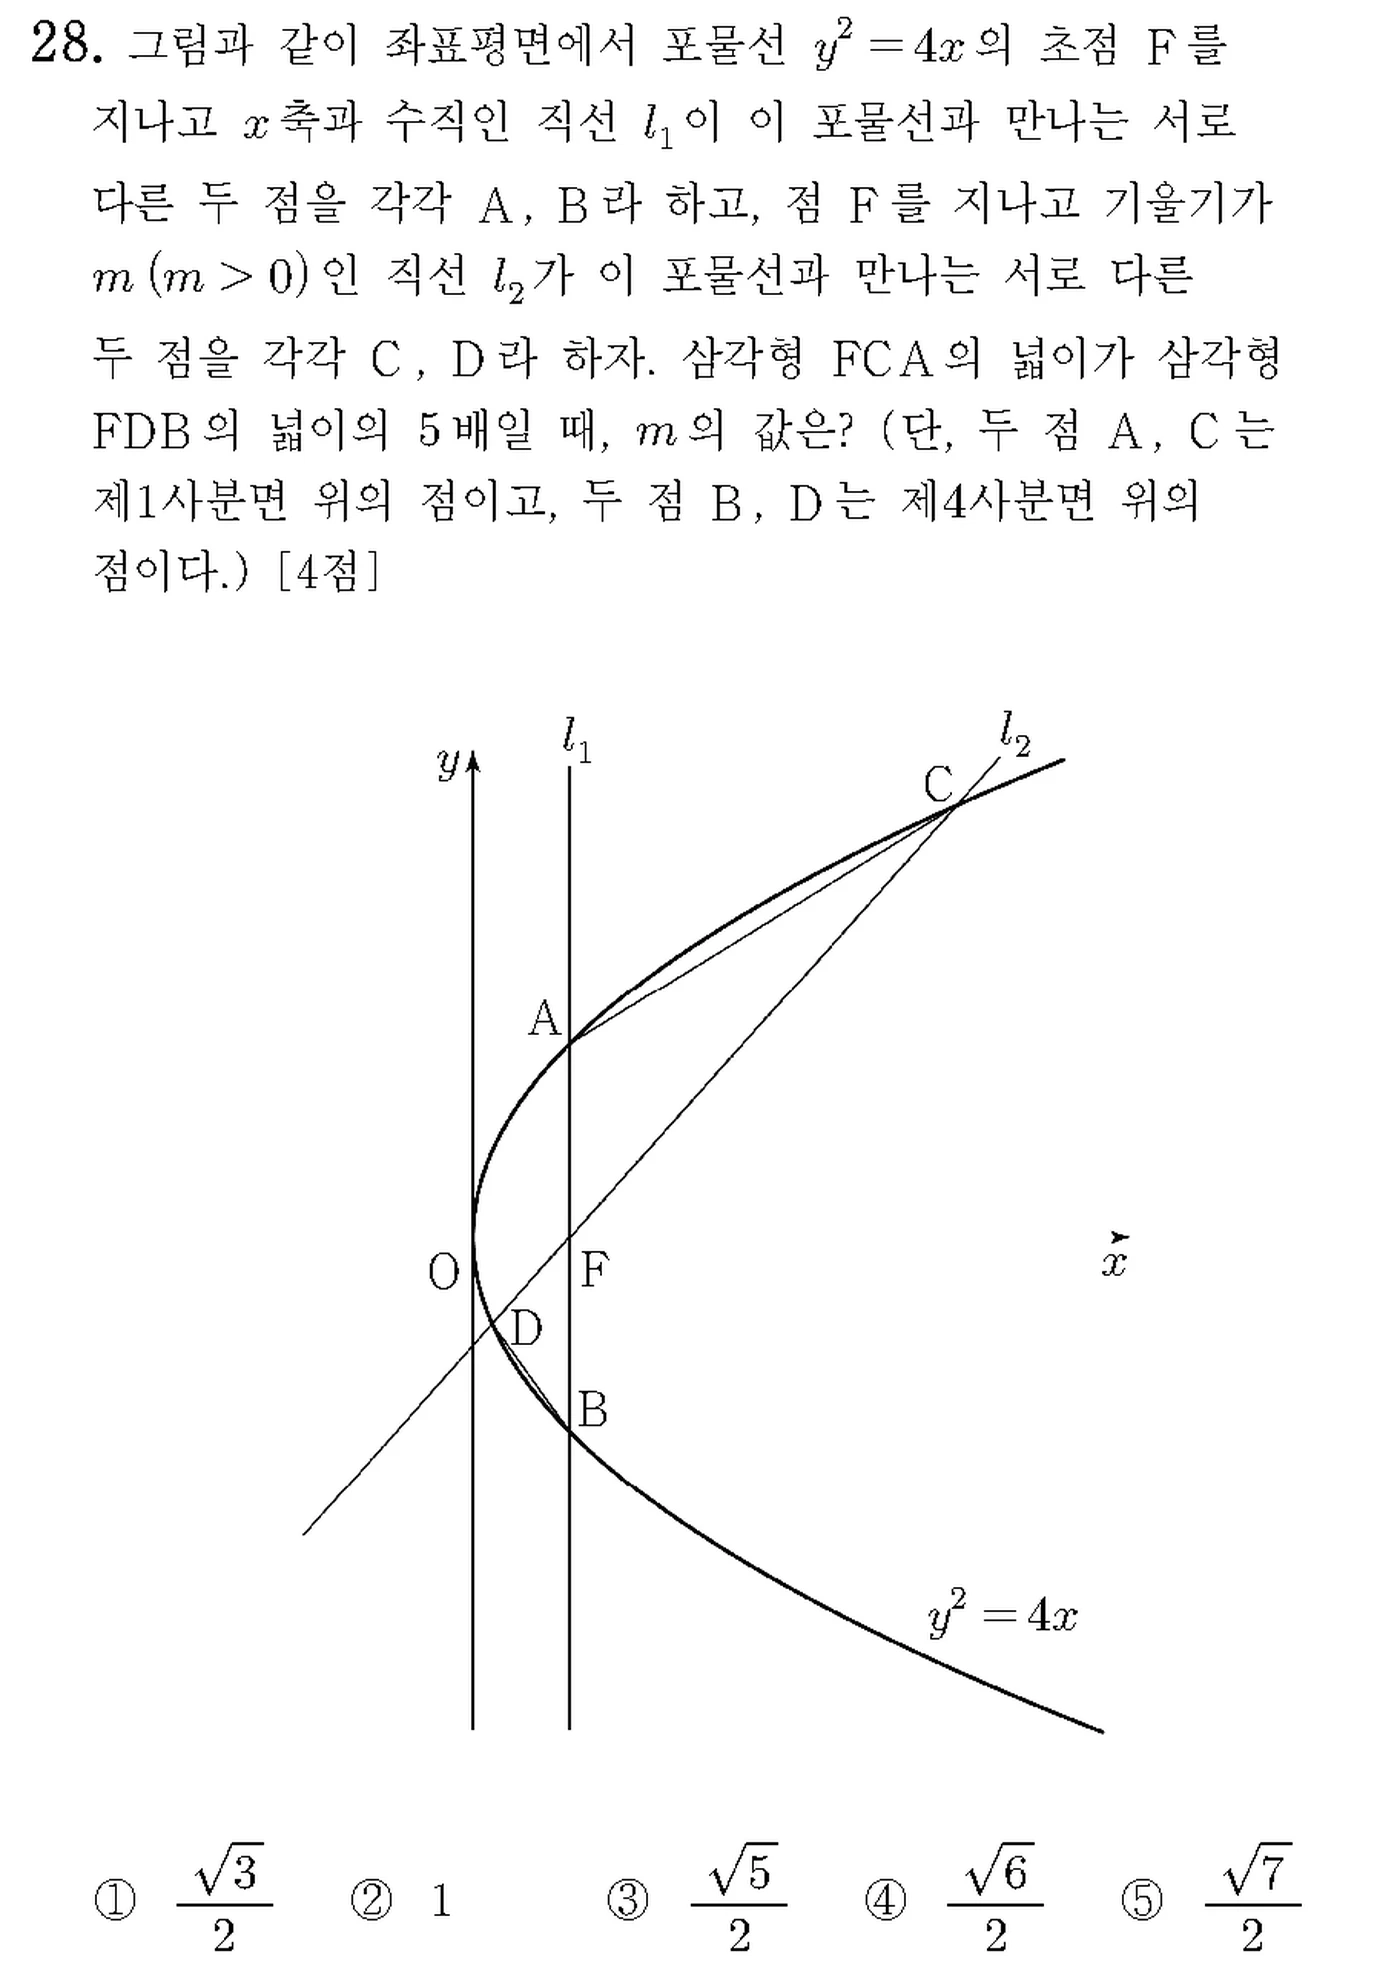 28. 그림과 같이 좌표평면에서 포물선 y² = 4x의 초점 F를
지나고 x축과 수직인 직선 l₁이 이 포물선과 만나는 서로
다른 두 점을 각각 A, B라 하고, 점 F를 지나고 기울기가
m (m > 0)인 직선 l₂가 이 포물선과 만나는 서로 다른
두 점을 각각 C, D라 하자. 삼각형 FCA의 넓이가 삼각형
FDB의 넓이의 5배일 때, m의 값은? (단, 두 점 A, C는
제1사분면 위의 점이고, 두 점 B, D는 제4사분면 위의
점이다.) [4점]
l₂
l₁
y
C
A
O
F
x
D
B
y² = 4x
① √3/2 ② 1 ③ √5/2 ④ √6/2 ⑤ √7/2